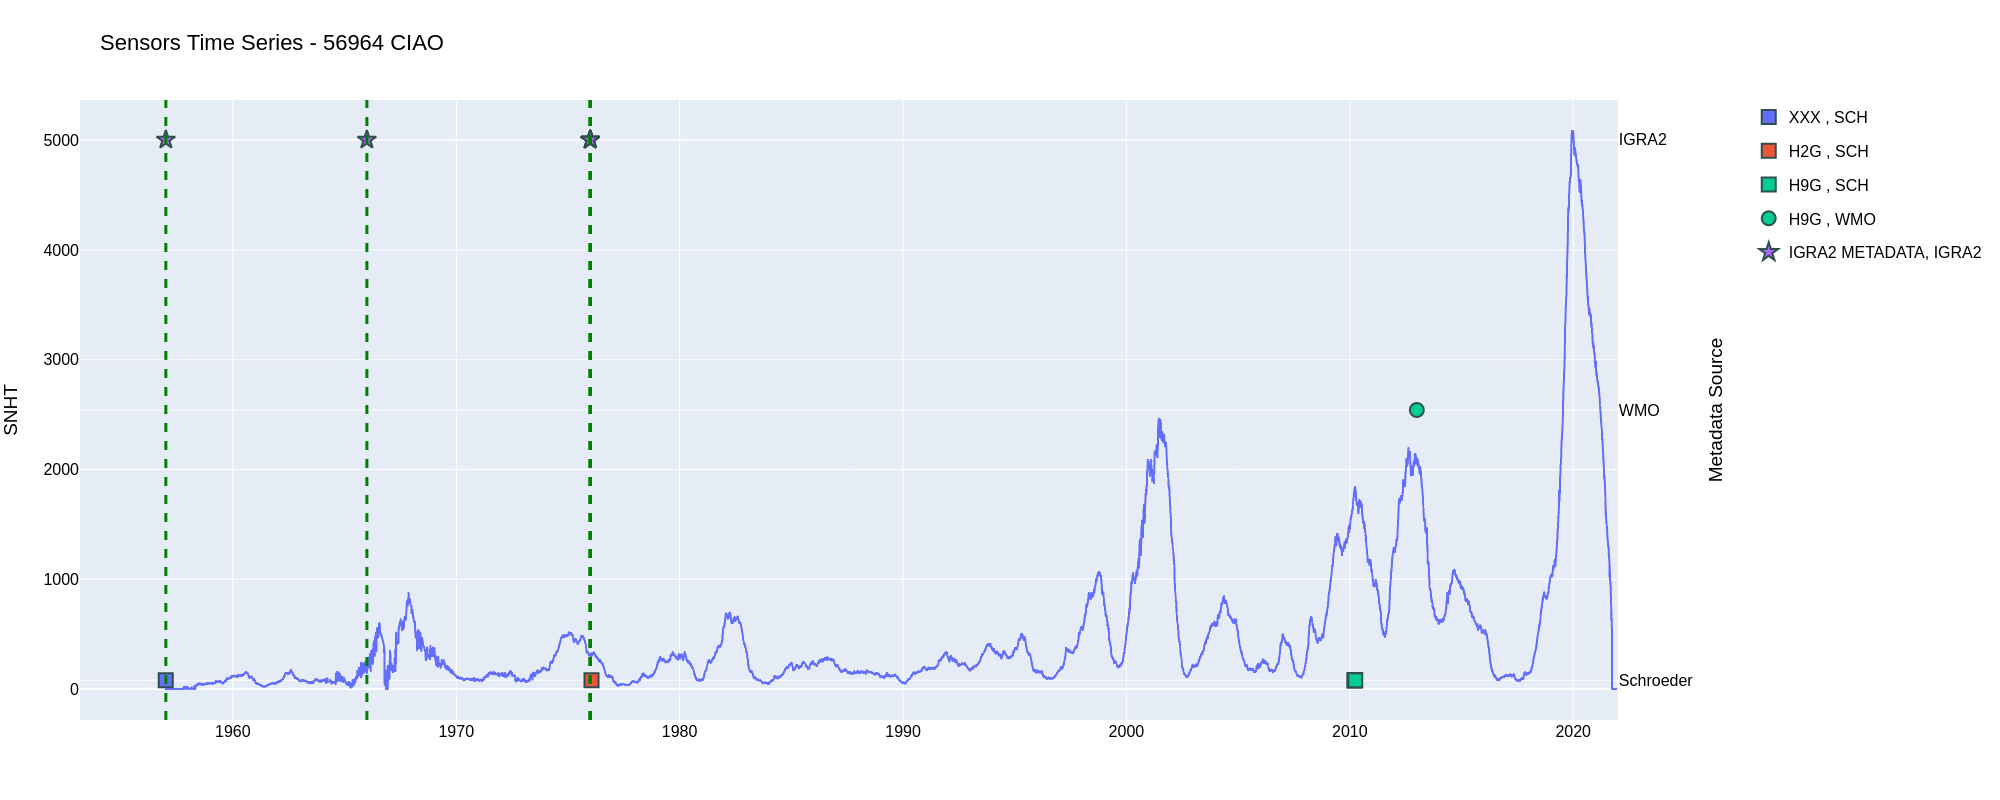 Sensors Time Series - 56964 CIAO
XXX , SCH
H2G , SCH
H9G , SCH
H9G , WMO
IGRA2 METADATA, IGRA2
SNHT
5000
4000
3000
2000
1000
0
IGRA2
WMO
Schroeder
Metadata Source
1960 1970 1980 1990 2000 2010 2020